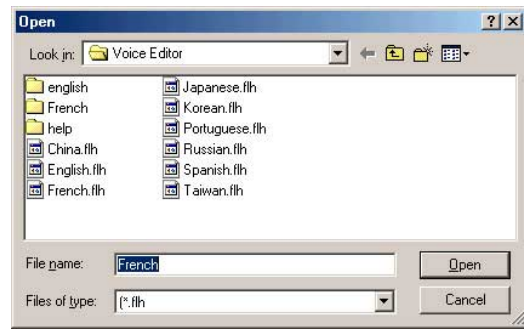 Open
Look in: Voice Editor
english
French
help
China.flh
English.flh
French.flh
Japanese.flh
Korean.flh
Portuguese.flh
Russian.flh
Spanish.flh
Taiwan.flh
File name: French Open
Files of type: (*.flh Cancel